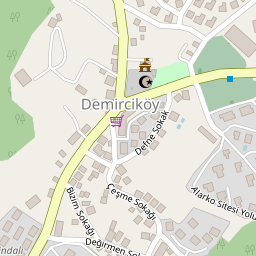 Demirciköy
Defne Sokak
Alarko Sitesi Yolu
Çeşme Sokağı
Bizim Sokağı
Değirmen So